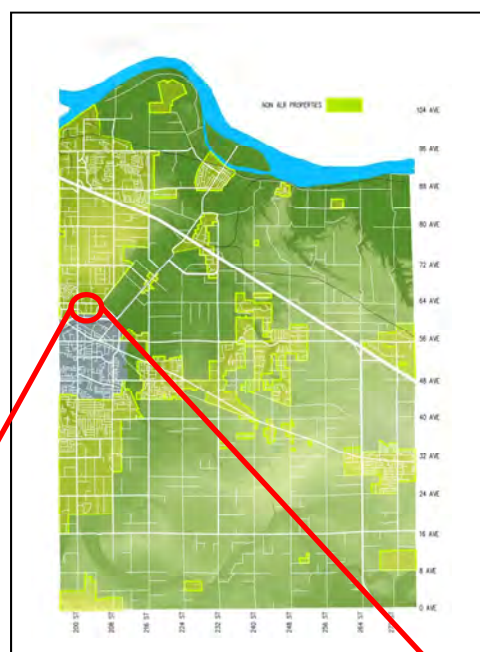 NON ALR PROPERTIES
104 AVE
96 AVE
88 AVE
80 AVE
72 AVE
64 AVE
56 AVE
48 AVE
40 AVE
32 AVE
24 AVE
16 AVE
8 AVE
0 AVE
200 ST
208 ST
216 ST
224 ST
232 ST
240 ST
248 ST
256 ST
264 ST
272 ST